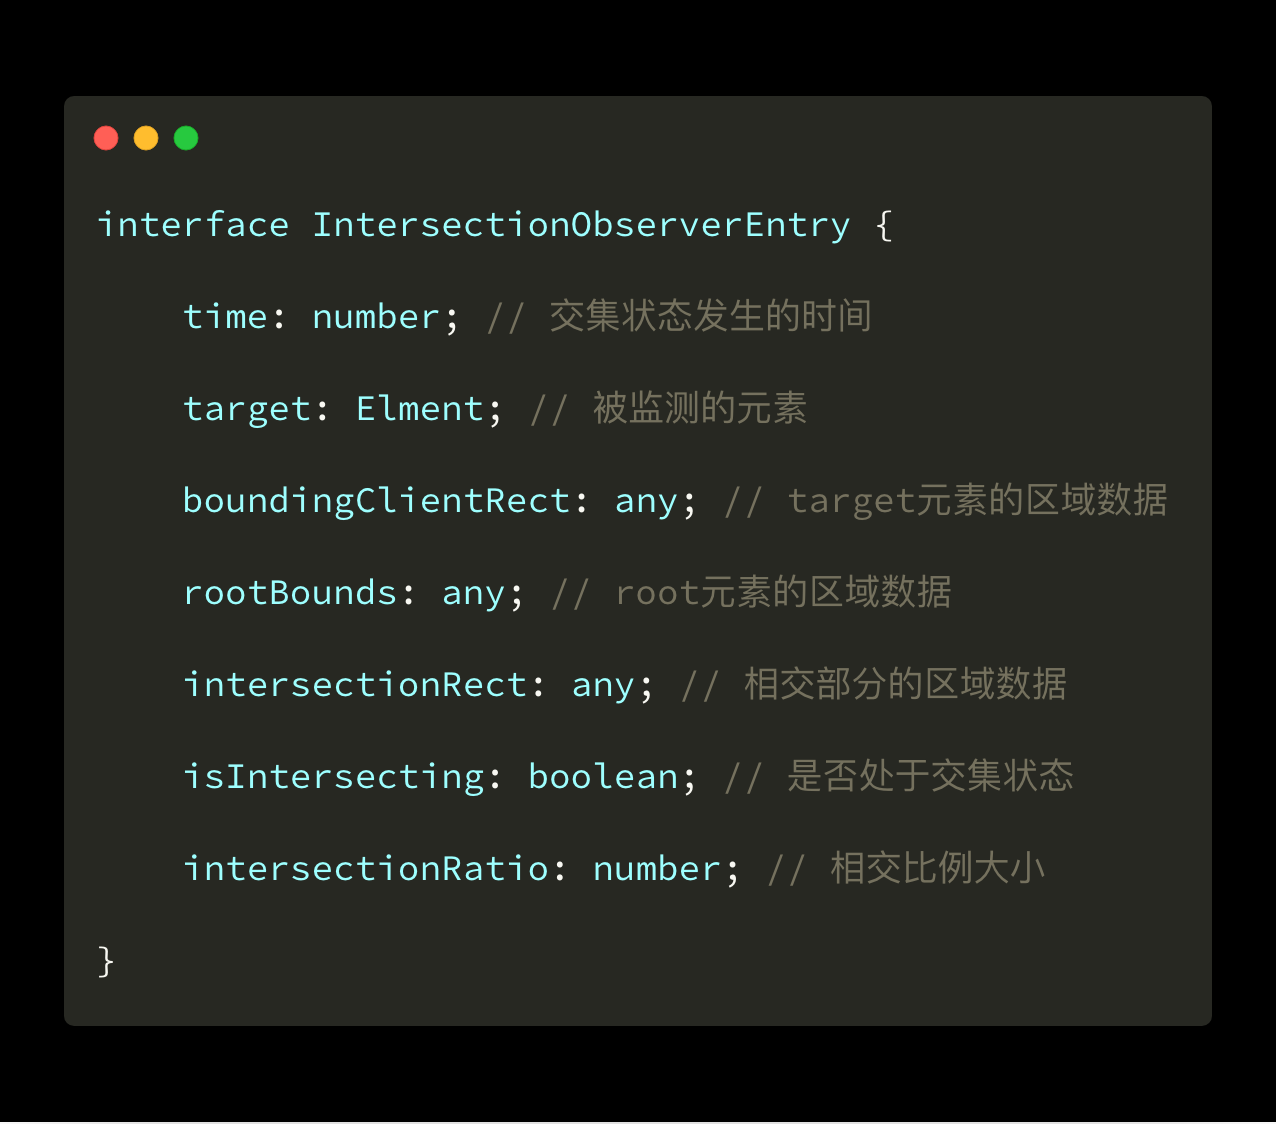 interface IntersectionObserverEntry {
time: number; // 交集状态发生的时间
target: Elment; // 被监测的元素
boundingClientRect: any; // target元素的区域数据
rootBounds: any; // root元素的区域数据
intersectionRect: any; // 相交部分的区域数据
isIntersecting: boolean; // 是否处于交集状态
intersectionRatio: number; // 相交比例大小
}